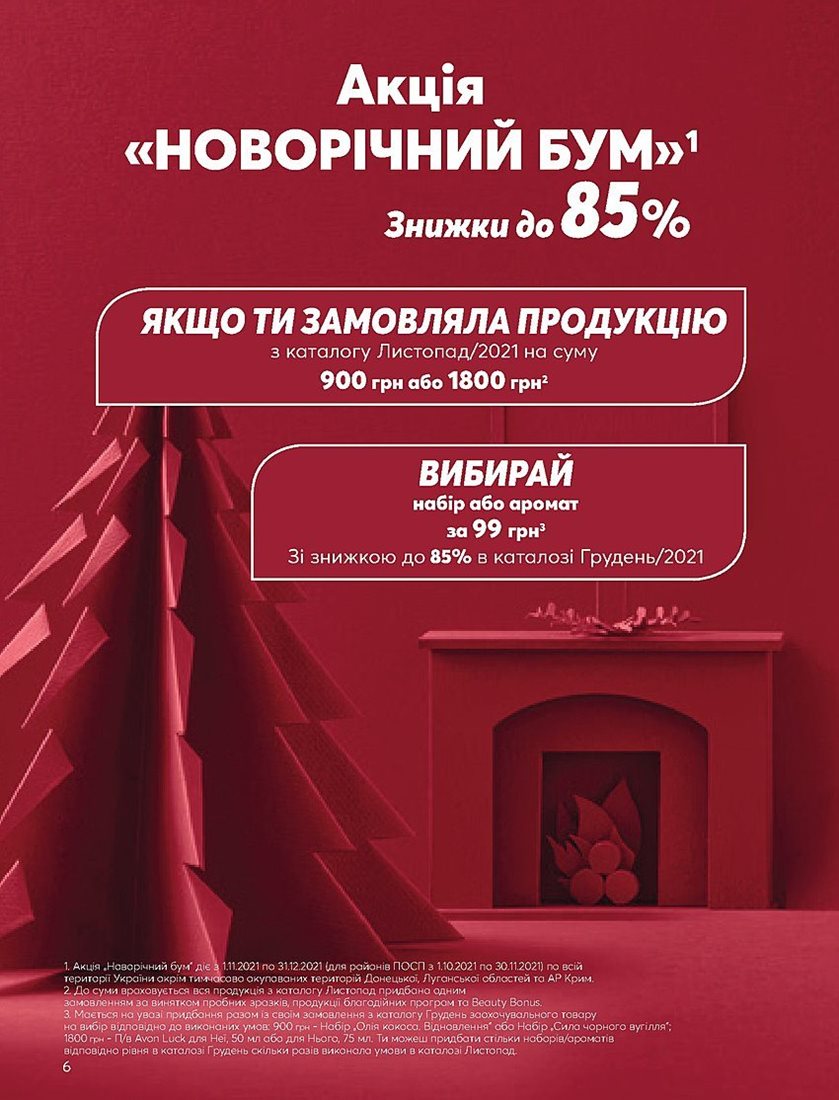 Акція
«НОВОРІЧНИЙ БУМ»¹
Знижки до 85%
ЯКЩО ТИ ЗАМОВЛЯЛА ПРОДУКЦІЮ
з каталогу Листопад/2021 на суму
900 грн або 1800 грн²
ВИБИРАЙ
набір або аромат
за 99 грн³
Зі знижкою до 85% в каталозі Грудень/2021
1. Акція „Наворічний бум" діє з 1.11.2021 по 31.12.2021 (для районів ПОСП з 1.10.2021 по 30.11.2021) по всій
території України окрім тимчасово окупованих територій Донецької, Луганської областей та АР Крим.
2. До суми враховується вся продукція з каталогу Листопад придбана одним
замовленням за винятком пробних зразків, продукції благодійних програм та Beauty Bonus.
3. Мається на увазі придбання разом із своїм замовлення з каталогу Грудень заохочувального товару
на вибір відповідно до виконаних умов: 900 грн - Набір „Олія кокоса. Відновлення" або Набір „Сила чорного вугілля";
1800 грн - П/в Avon Luck для Неї, 50 мл або для Нього, 75 мл. Ти можеш придбати стільки наборів/ароматів
відповідно рівня в каталозі Грудень скільки разів виконала умови в каталозі Листопад.
6